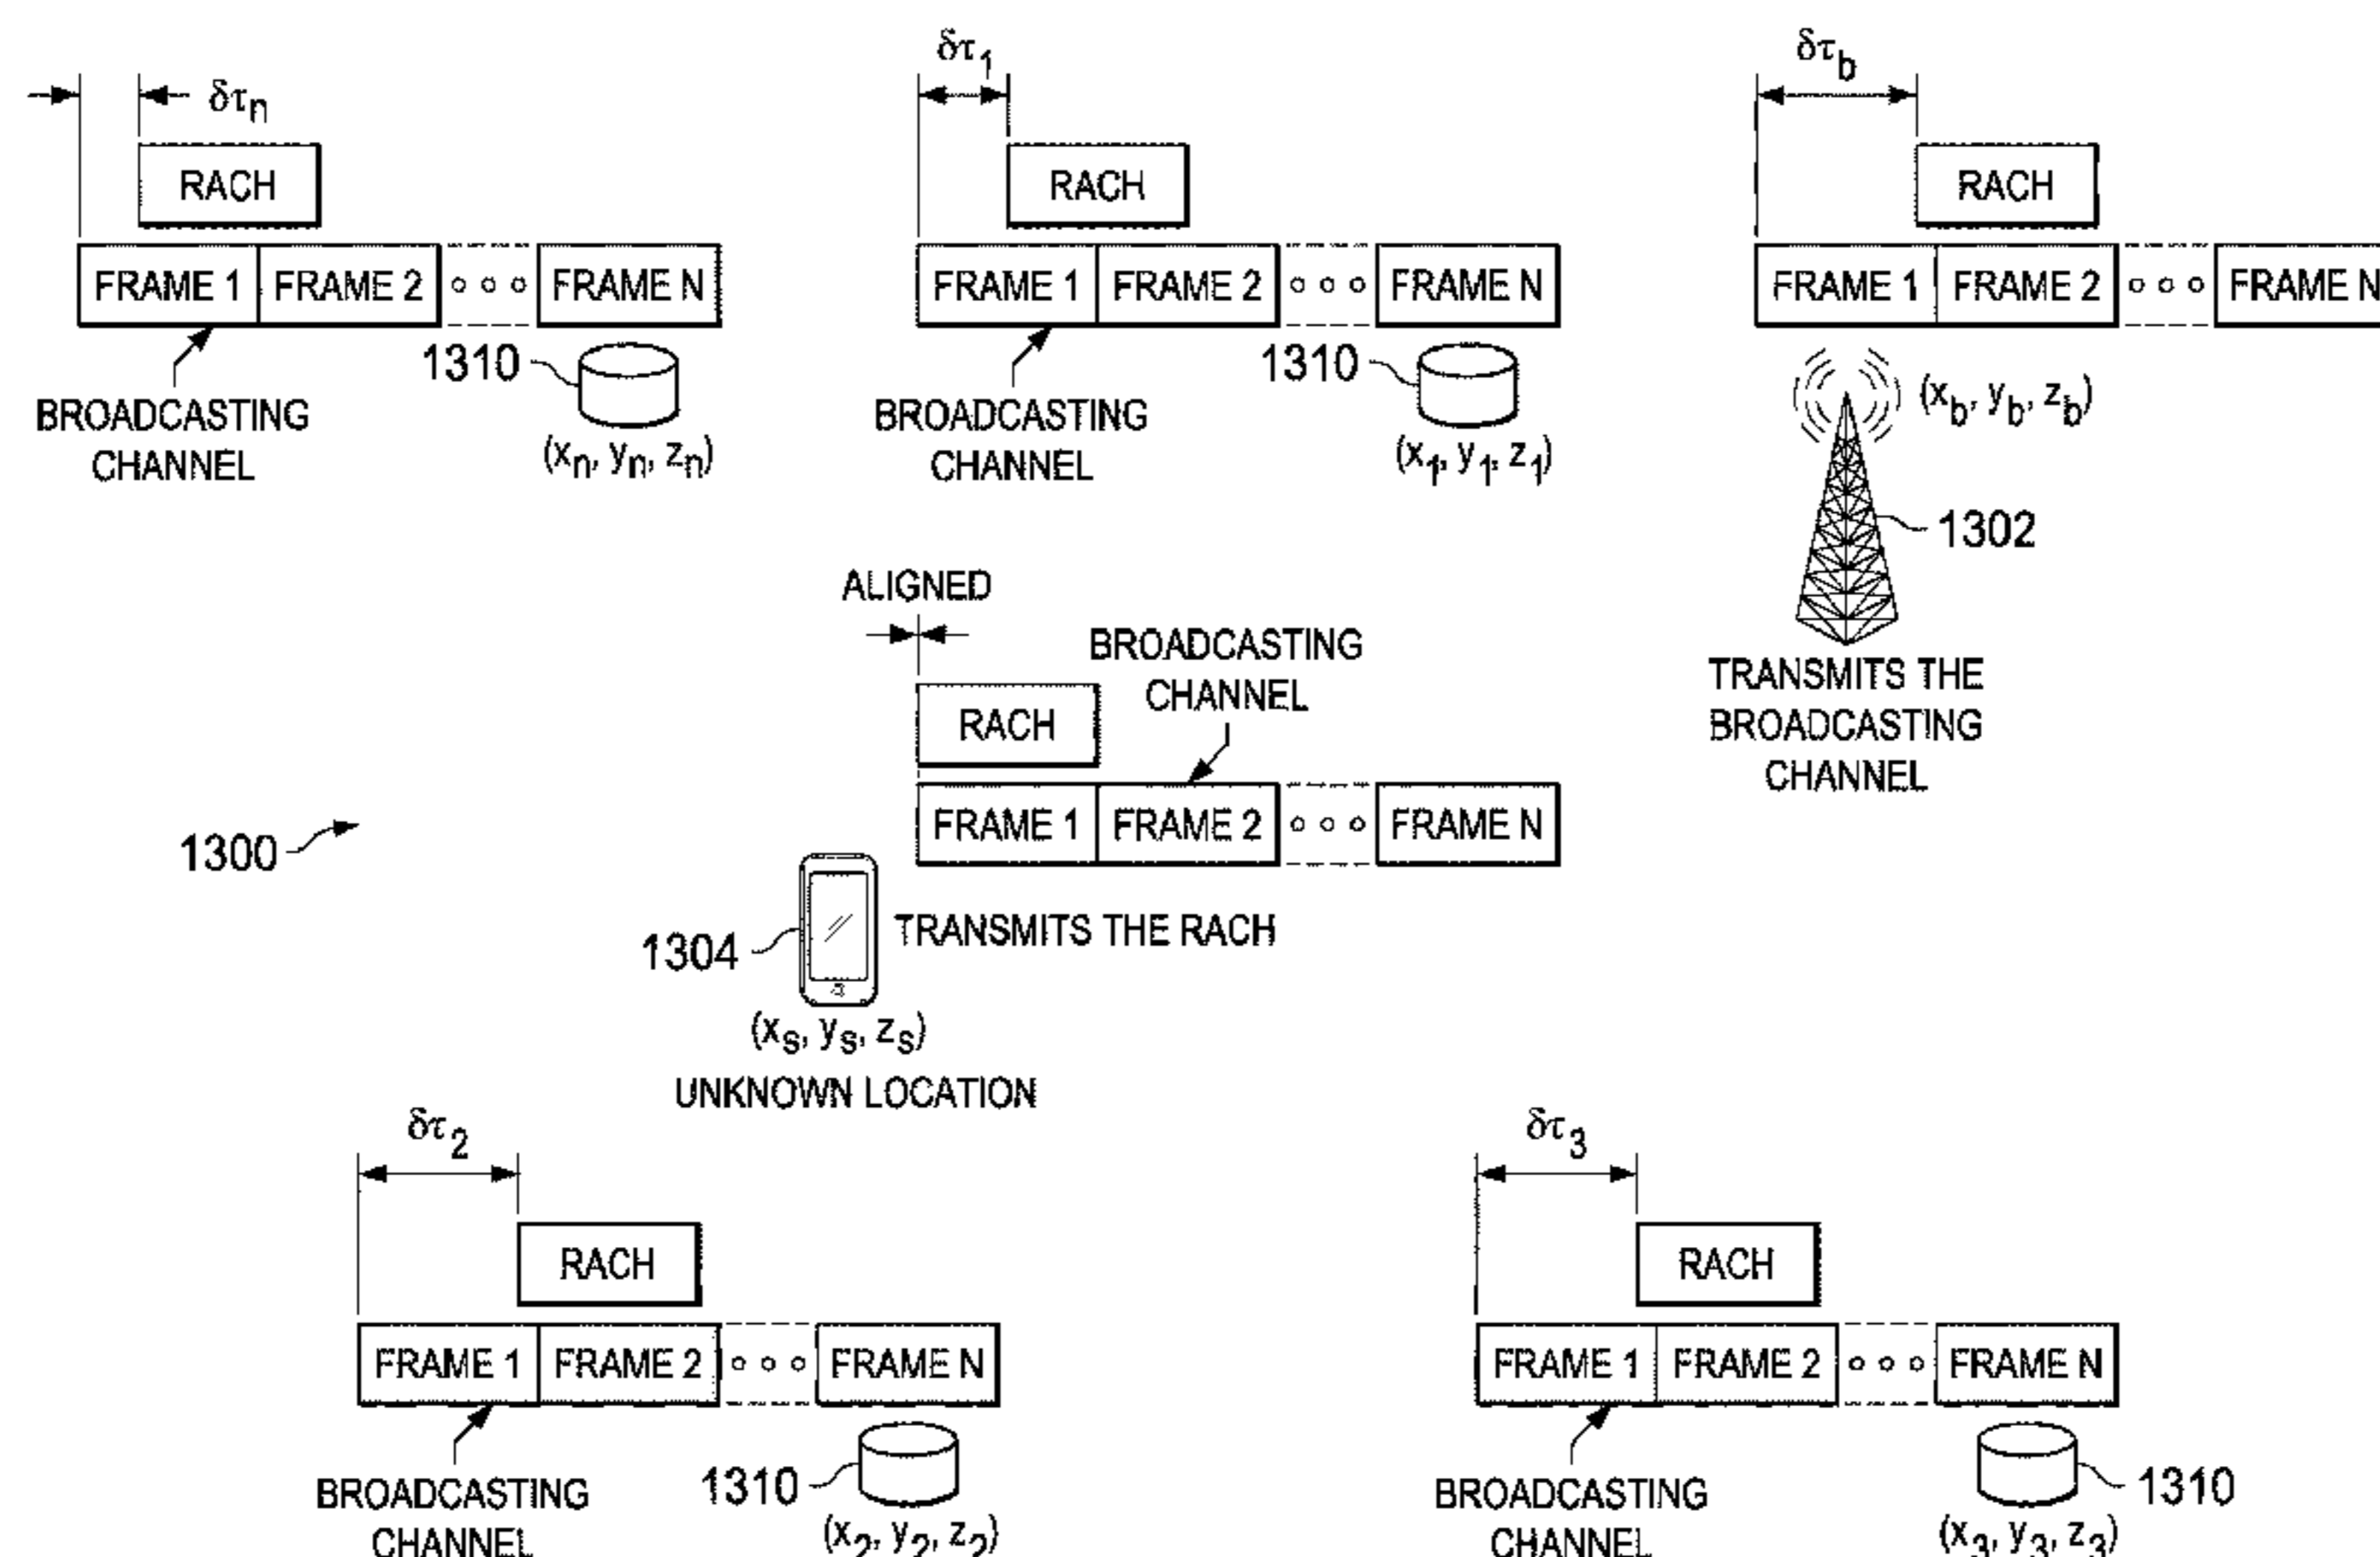 δτn
RACH
FRAME 1 FRAME 2 ∘∘∘ FRAME N
BROADCASTING
CHANNEL
1310
(xn, yn, zn)
δτ1
RACH
FRAME 1 FRAME 2 ∘∘∘ FRAME N
BROADCASTING
CHANNEL
1310
(x1, y1, z1)
δτb
RACH
FRAME 1 FRAME 2 ∘∘∘ FRAME N
(xb, yb, zb)
1302
TRANSMITS THE
BROADCASTING
CHANNEL
ALIGNED
BROADCASTING
CHANNEL
RACH
FRAME 1 FRAME 2 ∘∘∘ FRAME N
1300
1304
TRANSMITS THE RACH
(xs, ys, zs)
UNKNOWN LOCATION
δτ2
RACH
FRAME 1 FRAME 2 ∘∘∘ FRAME N
BROADCASTING
CHANNEL
1310
(x2, y2, z2)
δτ3
RACH
FRAME 1 FRAME 2 ∘∘∘ FRAME N
BROADCASTING
CHANNEL
1310
(x3, y3, z3)